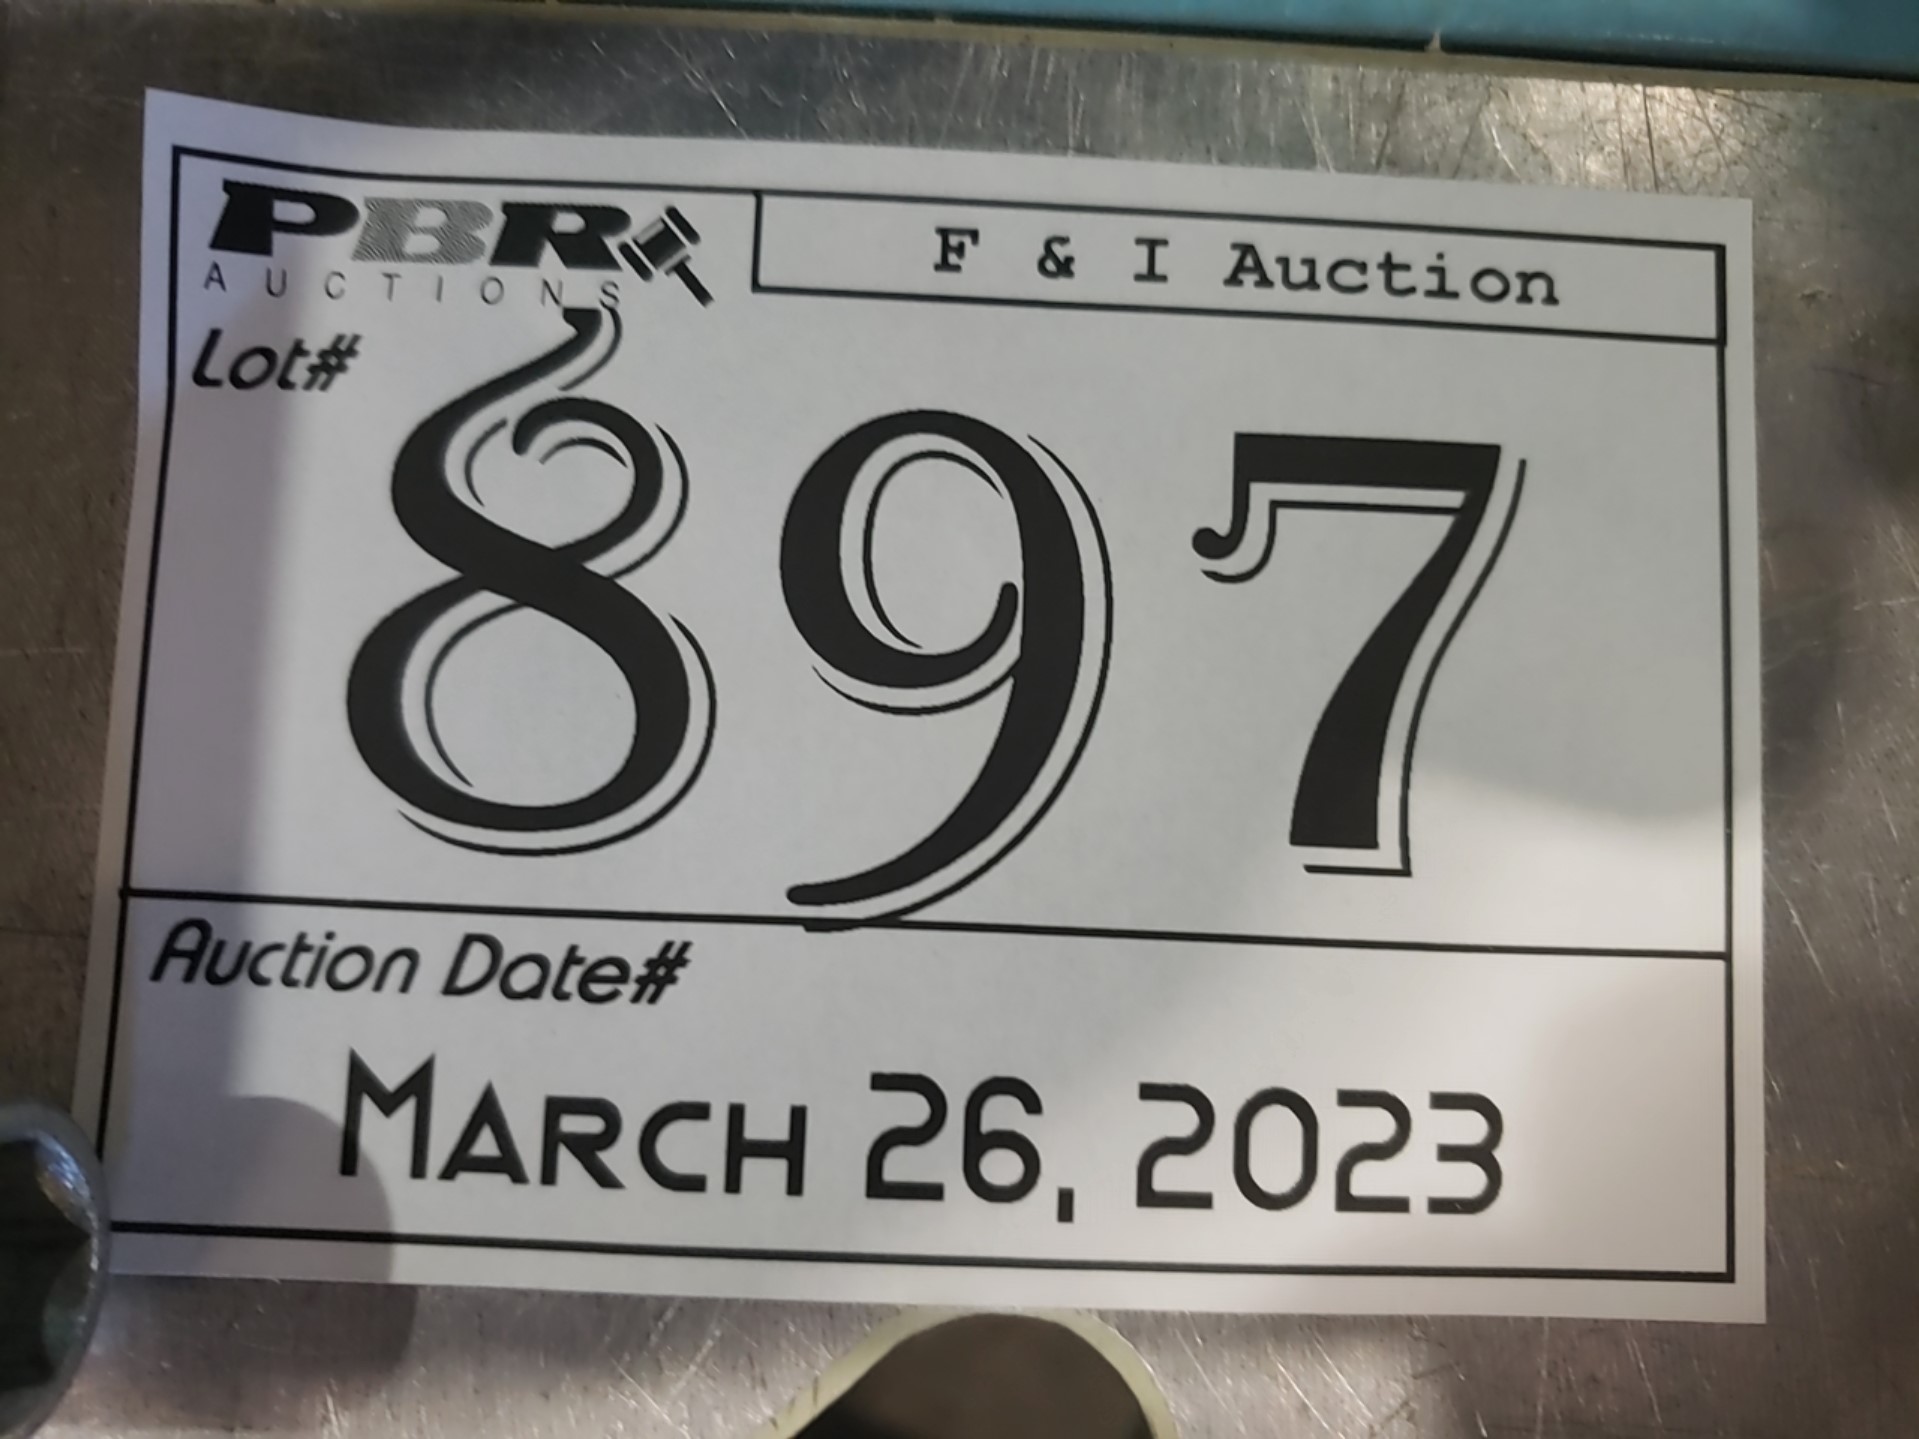 PBR
AUCTIONS
F & I Auction
Lot#
897
Auction Date#
MARCH 26, 2023